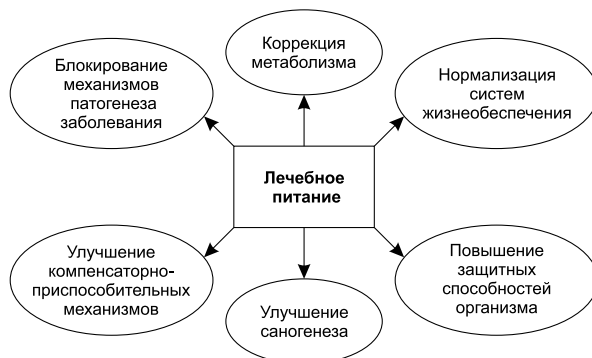 Блокирование
механизмов
патогенеза
заболевания
Коррекция
метаболизма
Нормализация
систем
жизнеобеспечения
Лечебное
питание
Улучшение
компенсаторно-
приспособительных
механизмов
Улучшение
саногенеза
Повышение
защитных
способностей
организма